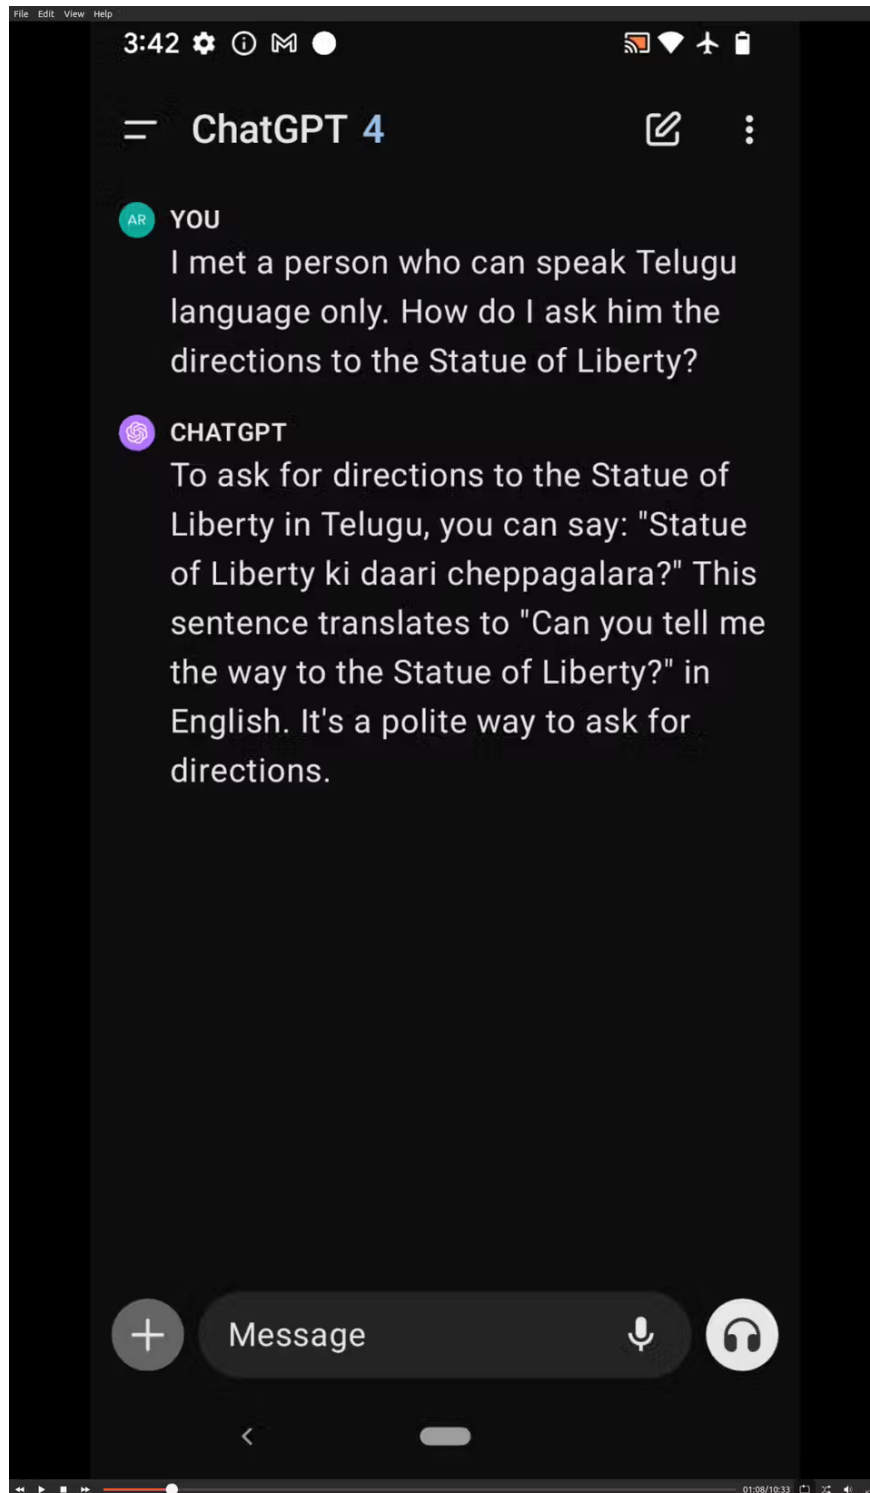 File Edit View Help
3:42
ChatGPT 4
AR YOU
I met a person who can speak Telugu
language only. How do I ask him the
directions to the Statue of Liberty?
CHATGPT
To ask for directions to the Statue of
Liberty in Telugu, you can say: "Statue
of Liberty ki daari cheppagalara?" This
sentence translates to "Can you tell me
the way to the Statue of Liberty?" in
English. It's a polite way to ask for
directions.
Message
01:08/10:33